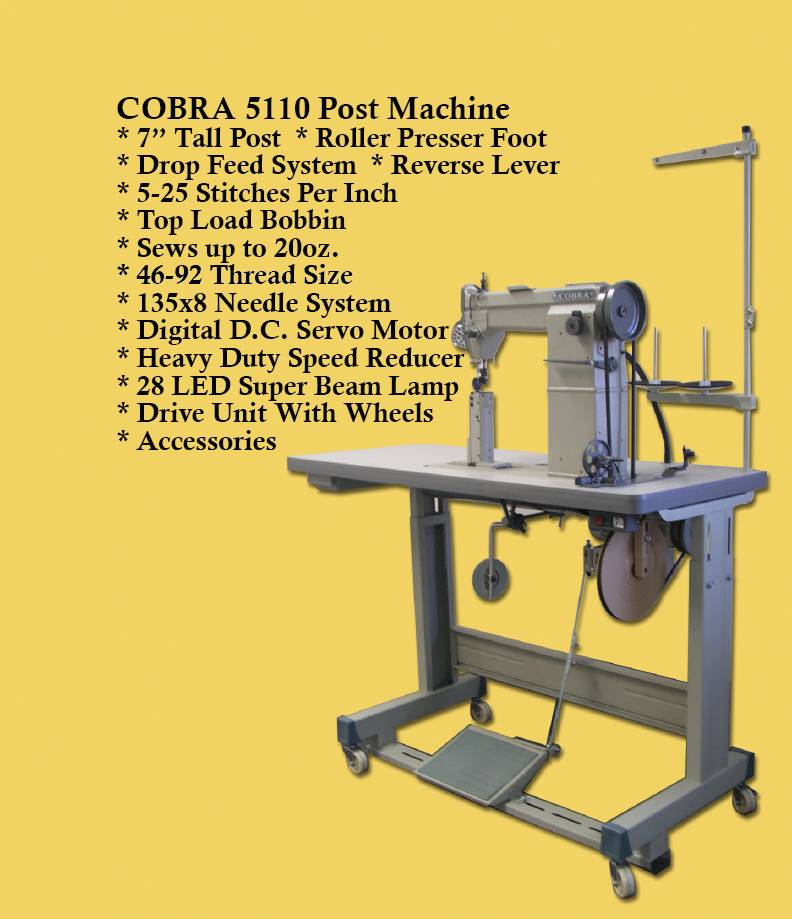 COBRA 5110 Post Machine
* 7” Tall Post * Roller Presser Foot
* Drop Feed System * Reverse Lever
* 5-25 Stitches Per Inch
* Top Load Bobbin
* Sews up to 20oz.
* 46-92 Thread Size
* 135x8 Needle System
* Digital D.C. Servo Motor
* Heavy Duty Speed Reducer
* 28 LED Super Beam Lamp
* Drive Unit With Wheels
* Accessories
COBRA